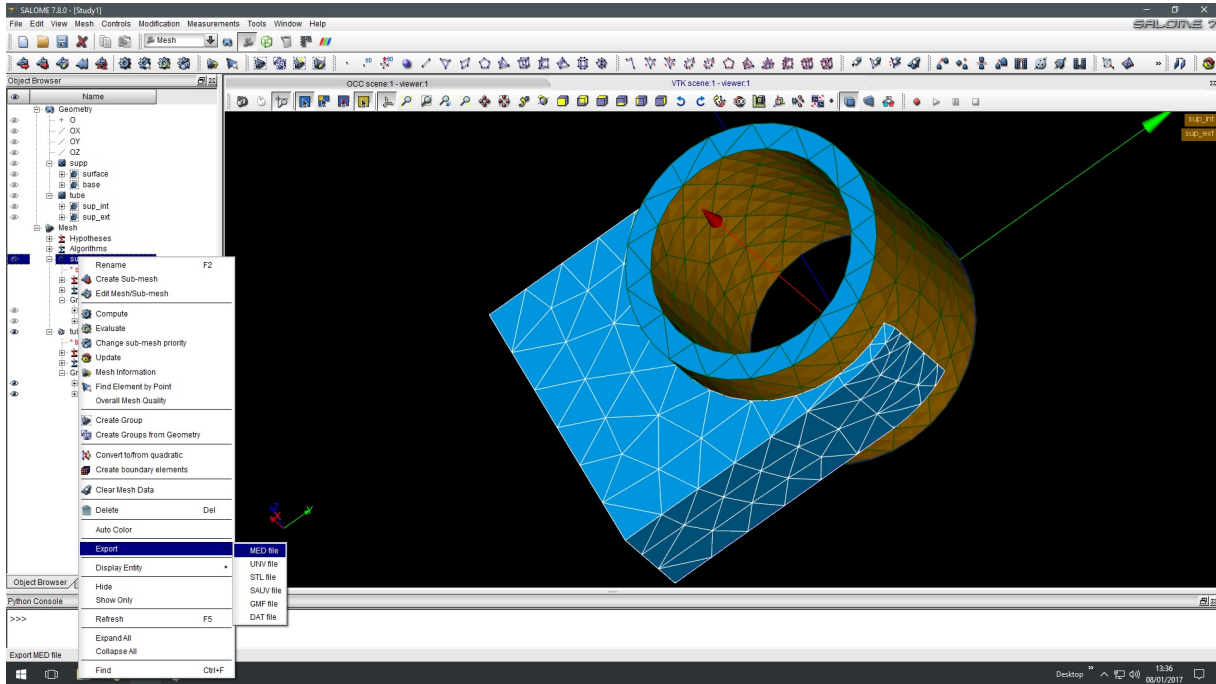 SALOME 7.8.0 - [Study1]
File Edit View Mesh Controls Modification Measurements Tools Window Help
SALOME 7
Mesh
Object Browser
OCC scene:1 - viewer:1
VTK scene:1 - viewer:1
Name
Geometry
O
OX
OY
OZ
supp
surface
base
tube
sup_int
sup_ext
Mesh
Hypotheses
Algorithms
sup_int
sup_ext
Rename F2
Create Sub-mesh
Edit Mesh/Sub-mesh
Compute
Evaluate
Change sub-mesh priority
Update
Mesh Information
Find Element by Point
Overall Mesh Quality
Create Group
Create Groups from Geometry
Convert to/from quadratic
Create boundary elements
Clear Mesh Data
Delete Del
Auto Color
Export
Display Entity
Hide
Show Only
Refresh F5
Expand All
Collapse All
Find Ctrl+F
MED file
UNV file
STL file
SAUV file
GMF file
DAT file
Z
X
Y
Object Browser
Python Console
>>>
Export MED file
Desktop
13:36
08/01/2017